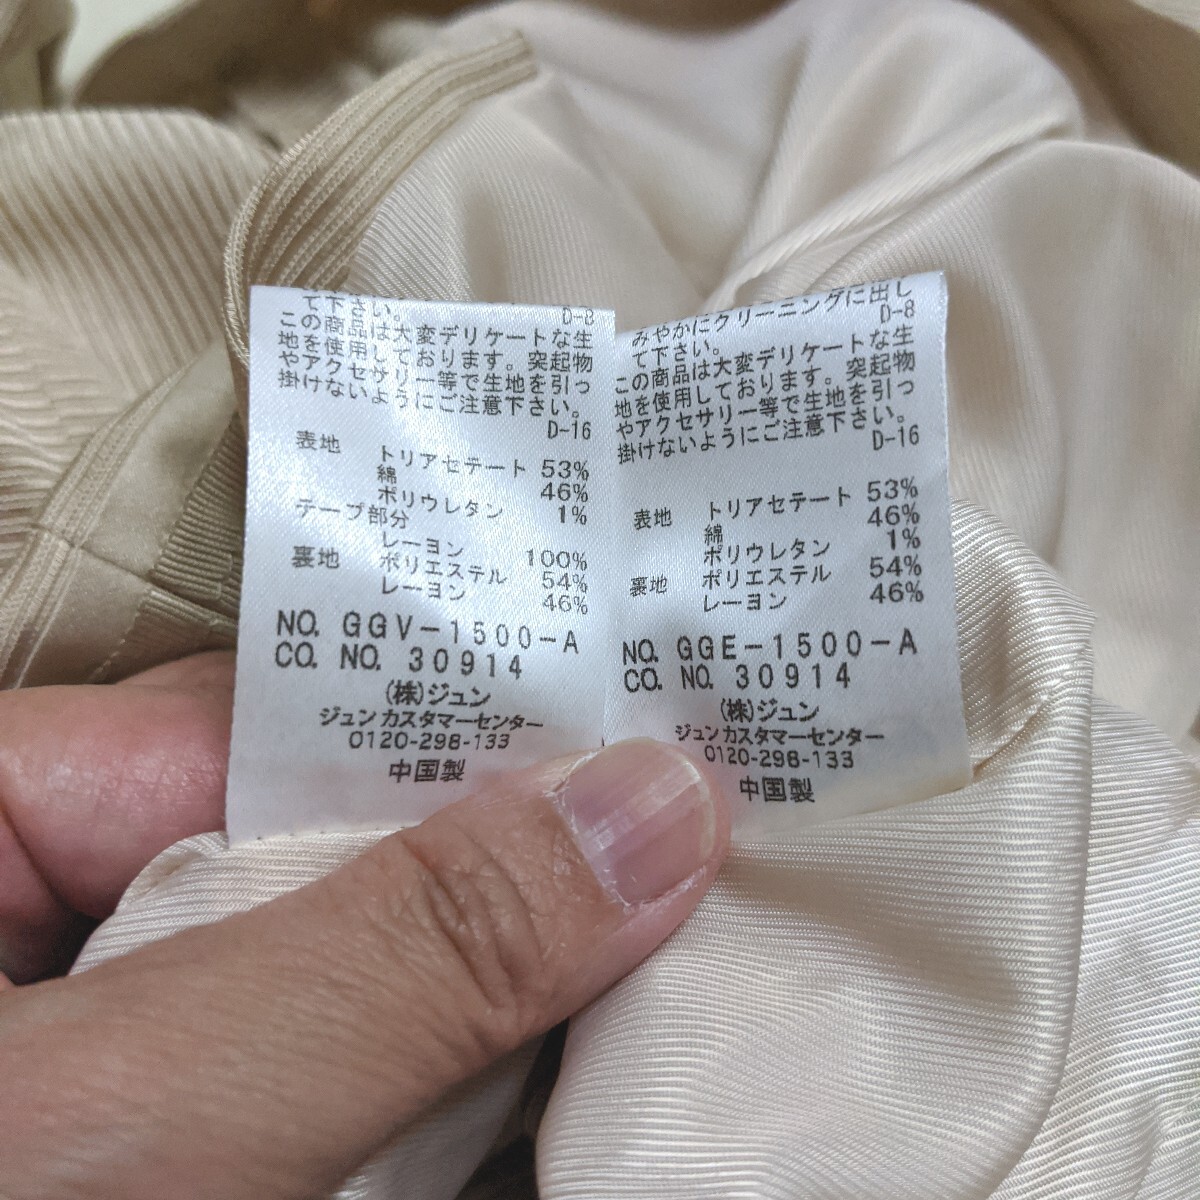 て下さい。
D-8
この商品は大変デリケートな生
地を使用しております。突起物
やアクセサリー等で生地を引っ
掛けないようにご注意下さい。
D-16
表地 トリアセテート 53%
綿 46%
ポリウレタン 1%
テープ部分
レーヨン 100%
裏地 ポリエステル 54%
レーヨン 46%
NO. GGV-1500-A
CO. NO. 30914
(株)ジュン
ジュンカスタマーセンター
0120-298-133
中国製
みやかにクリーニングに出し
て下さい。
D-8
この商品は大変デリケートな生
地を使用しております。突起物
やアクセサリー等で生地を引っ
掛けないようにご注意下さい。
D-16
表地 トリアセテート 53%
綿 46%
ポリウレタン 1%
裏地 ポリエステル 54%
レーヨン 46%
NO. GGE-1500-A
CO. NO. 30914
(株)ジュン
ジュンカスタマーセンター
0120-298-133
中国製